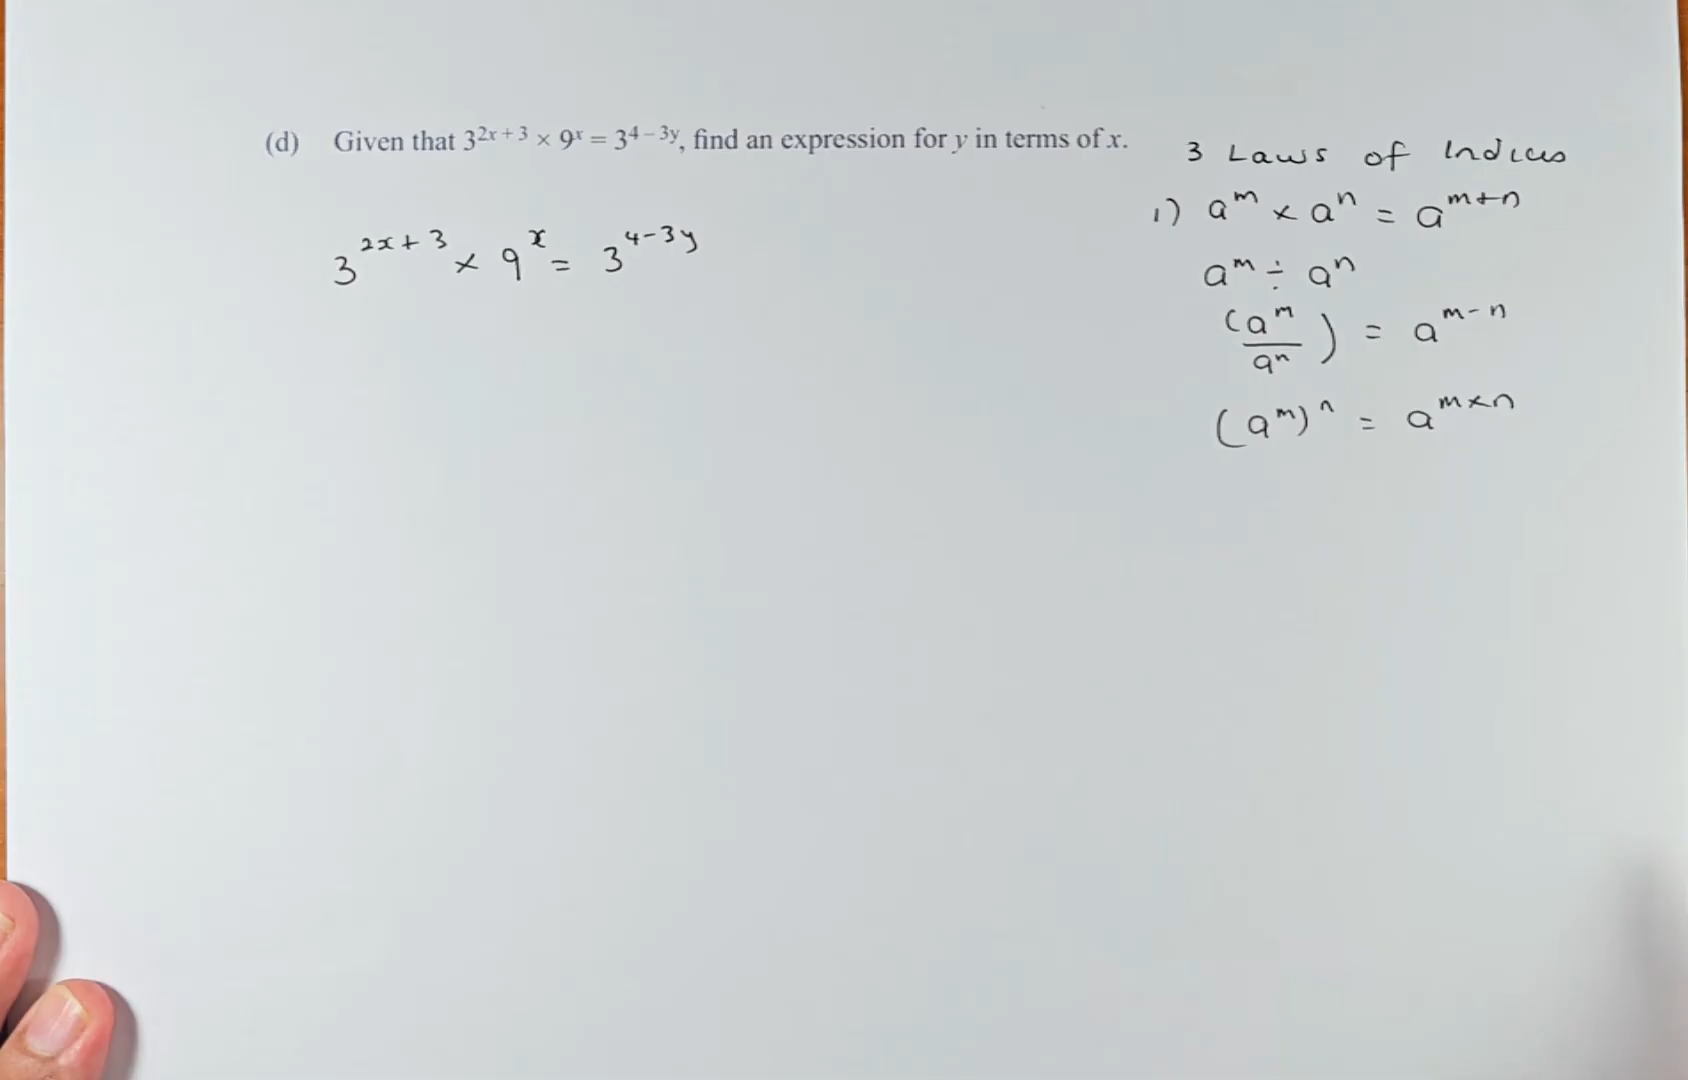 (d) Given that 3^{2x+3} × 9^x = 3^{4-3y}, find an expression for y in terms of x.
3^{2x+3} × 9^x = 3^{4-3y}
3 Laws of Indices
1) a^m × a^n = a^{m+n}
a^m ÷ a^n
(a^m / a^n) = a^{m-n}
(a^m)^n = a^{m×n}